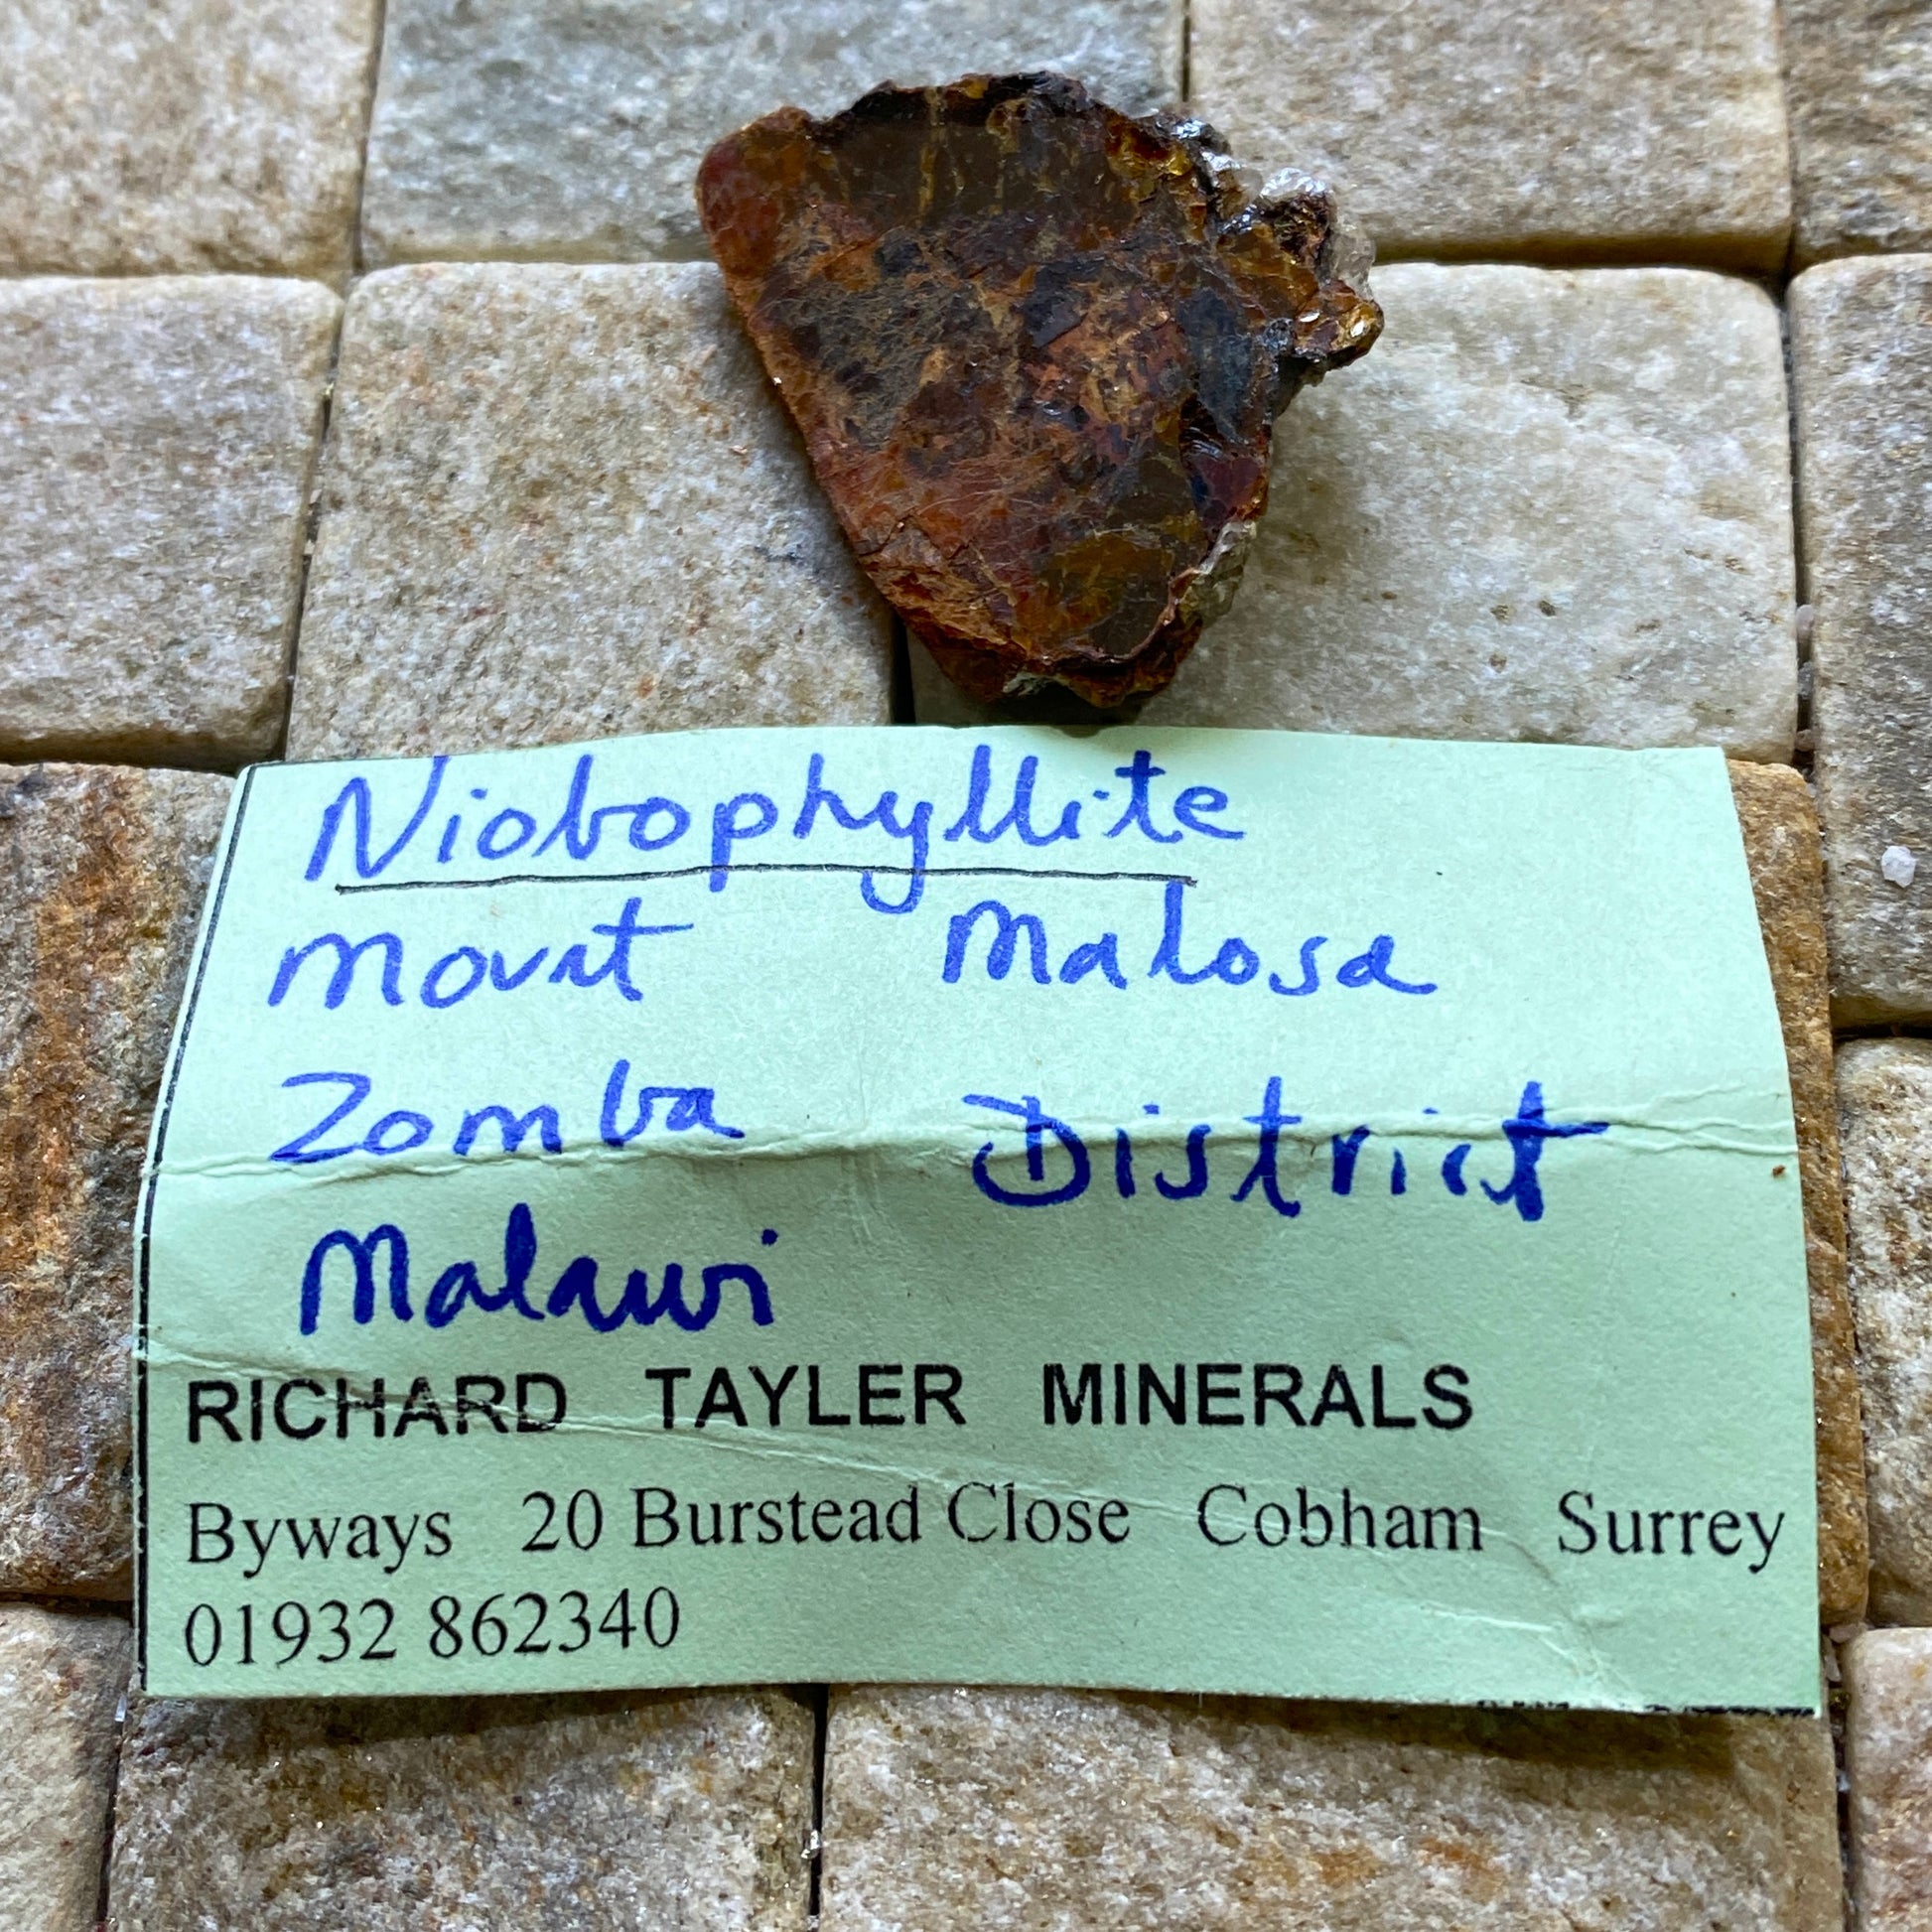 Niobophyllite
Mount Malosa
Zomba District
Malawi
RICHARD TAYLER MINERALS
Byways 20 Burstead Close Cobham Surrey
01932 862340